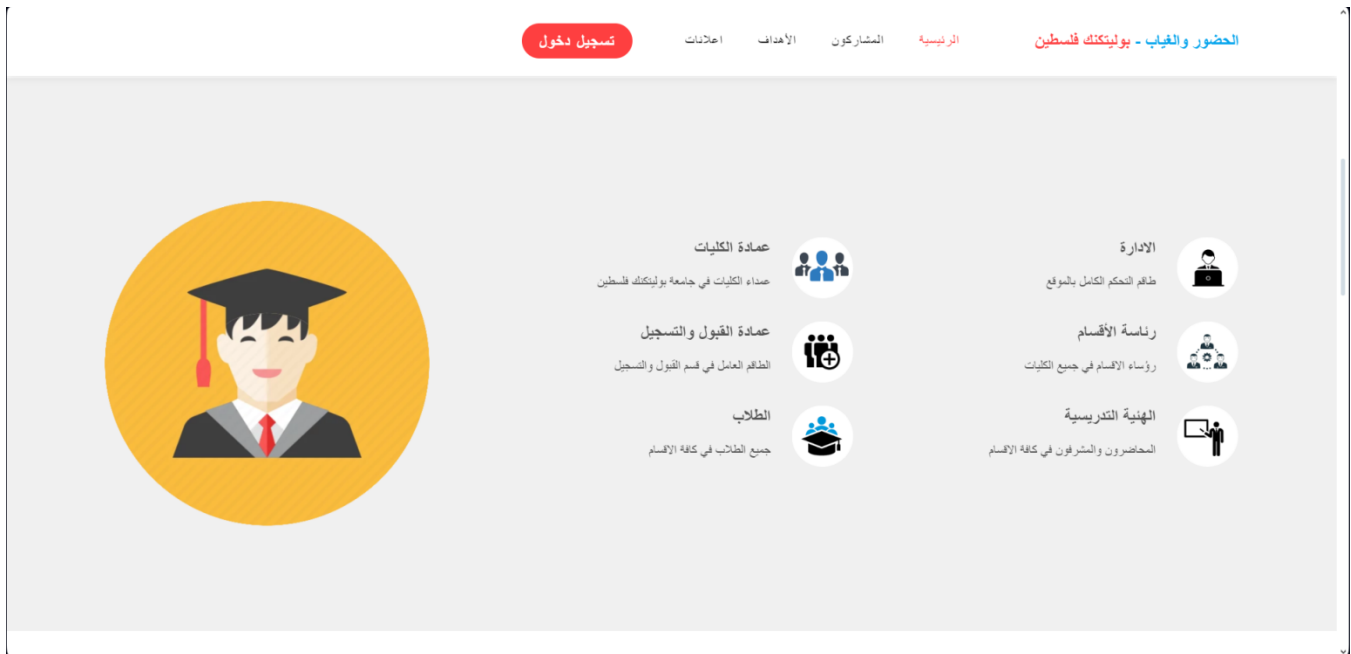 الحضور والغياب - بوليتكنك فلسطين
الرئيسية
المشاركون
الأهداف
اعلانات
تسجيل دخول
الادارة
طاقم التحكم الكامل بالموقع
عمادة الكليات
عمداء الكليات في جامعة بوليتكنك فلسطين
رئاسة الأقسام
رؤساء الاقسام في جميع الكليات
عمادة القبول والتسجيل
الطاقم العامل في قسم القبول والتسجيل
الهيئة التدريسية
المحاضرون والمشرفون في كافة الاقسام
الطلاب
جميع الطلاب في كافة الاقسام